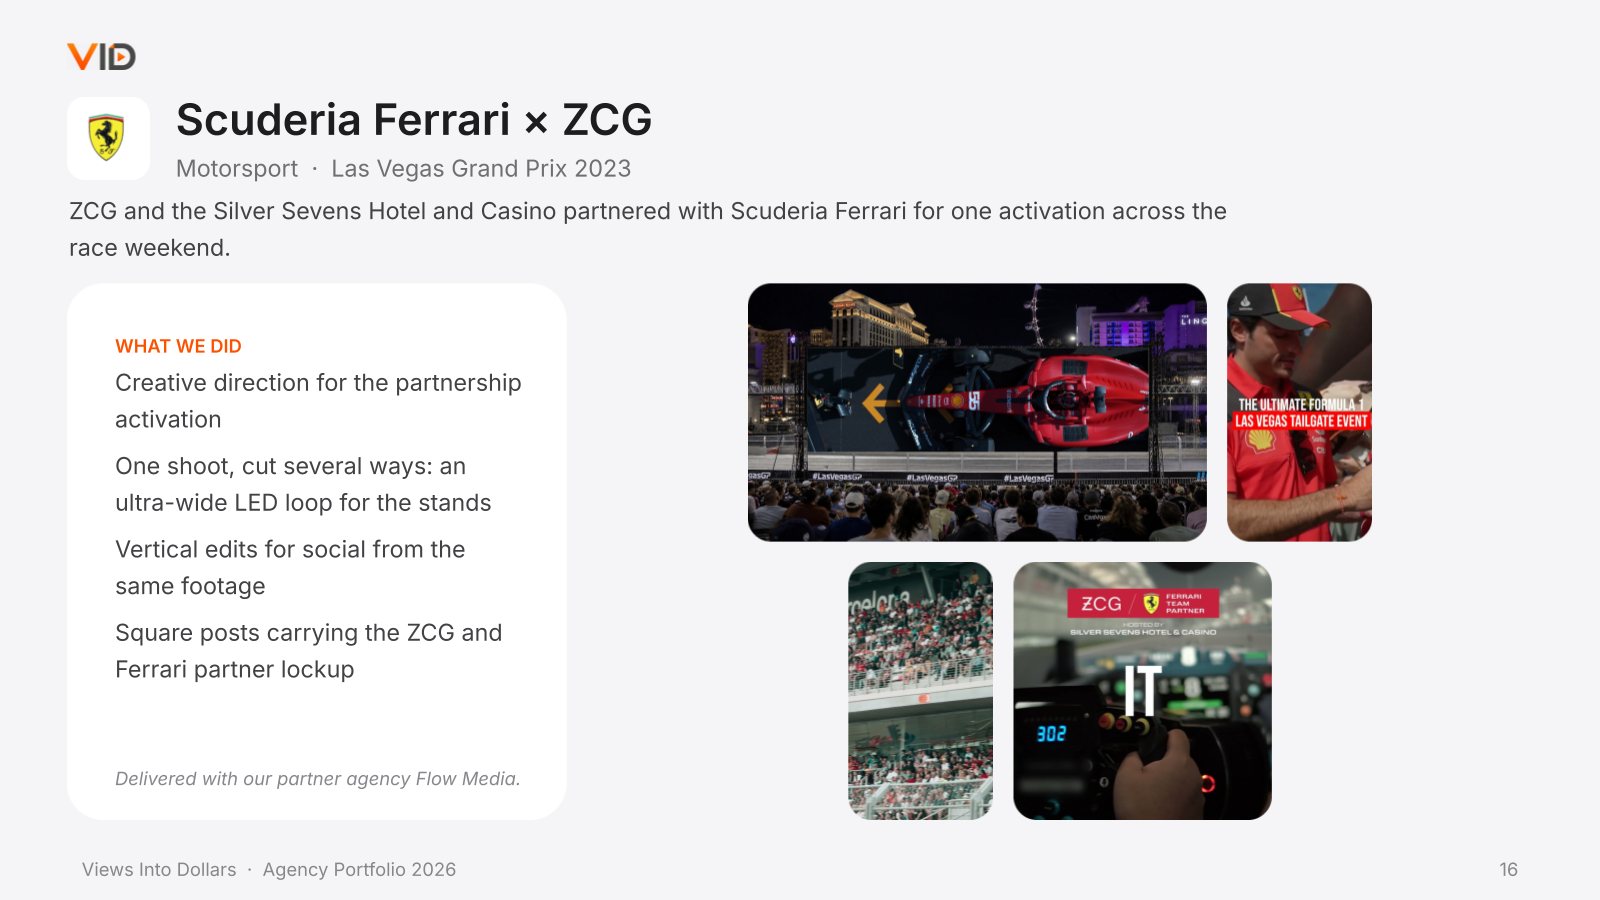 VID
Scuderia Ferrari × ZCG
Motorsport · Las Vegas Grand Prix 2023
ZCG and the Silver Sevens Hotel and Casino partnered with Scuderia Ferrari for one activation across the
race weekend.
WHAT WE DID
Creative direction for the partnership
activation
One shoot, cut several ways: an
ultra-wide LED loop for the stands
Vertical edits for social from the
same footage
Square posts carrying the ZCG and
Ferrari partner lockup
Delivered with our partner agency Flow Media.
THE
LINQ
55
#LasVegasGP
#LasVegasGP
THE ULTIMATE FORMULA 1
LAS VEGAS TAILGATE EVENT
ZCG
FERRARI
TEAM
PARTNER
HOSTED BY
SILVER SEVENS HOTEL & CASINO
IT
302
Views Into Dollars · Agency Portfolio 2026
16